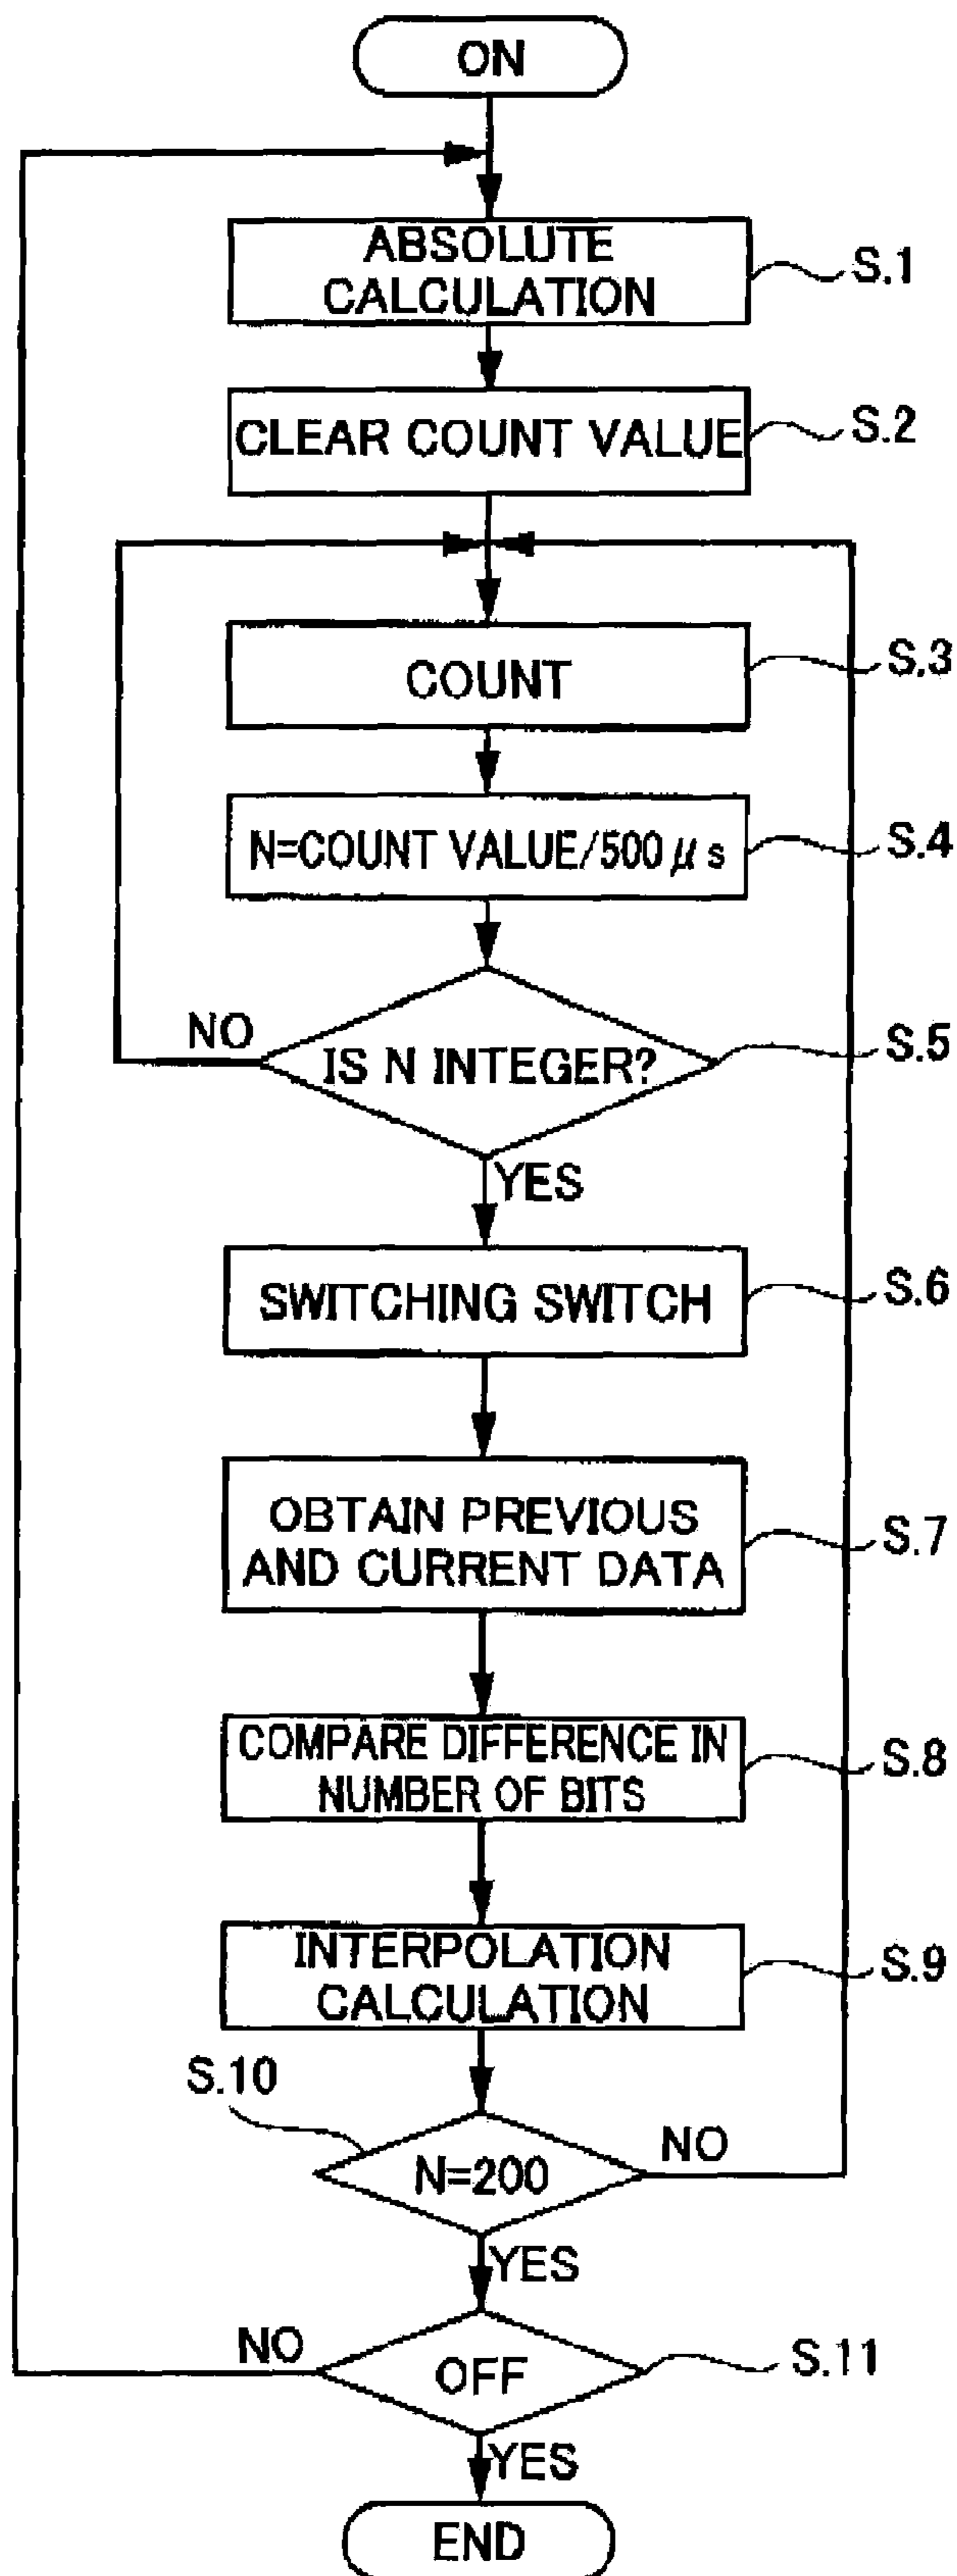 ON
ABSOLUTE
CALCULATION
S.1
CLEAR COUNT VALUE
S.2
COUNT
S.3
N=COUNT VALUE/500μs
S.4
NO
IS N INTEGER?
S.5
YES
SWITCHING SWITCH
S.6
OBTAIN PREVIOUS
AND CURRENT DATA
S.7
COMPARE DIFFERENCE IN
NUMBER OF BITS
S.8
INTERPOLATION
CALCULATION
S.9
S.10
N=200
NO
YES
NO
OFF
S.11
YES
END